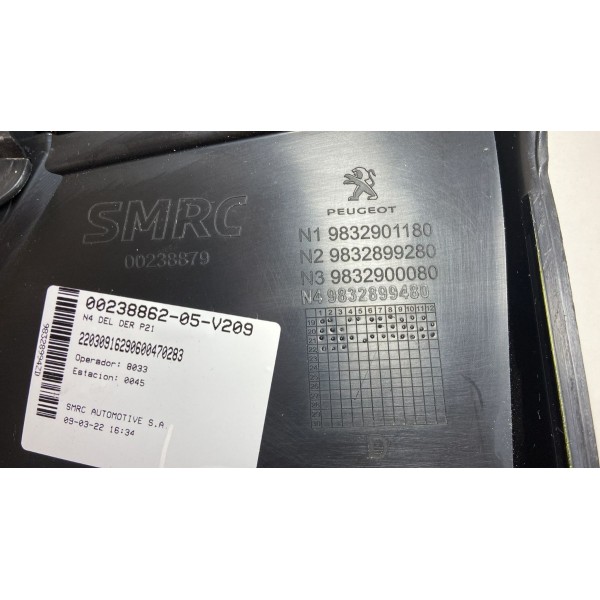 SMRC
00238879
PEUGEOT
N1 9832901180
N2 9832899280
N3 9832900080
N4 9832899480
00238862-05-V209
N4 DEL DER P21
22030916290600470283
Operador: 8033
Estacion: 0045
SMRC AUTOMOTIVE S.A
09-03-22 16:34
98328994ZD
1 2 3 4 5 6 7 8 9 10 11 12
D